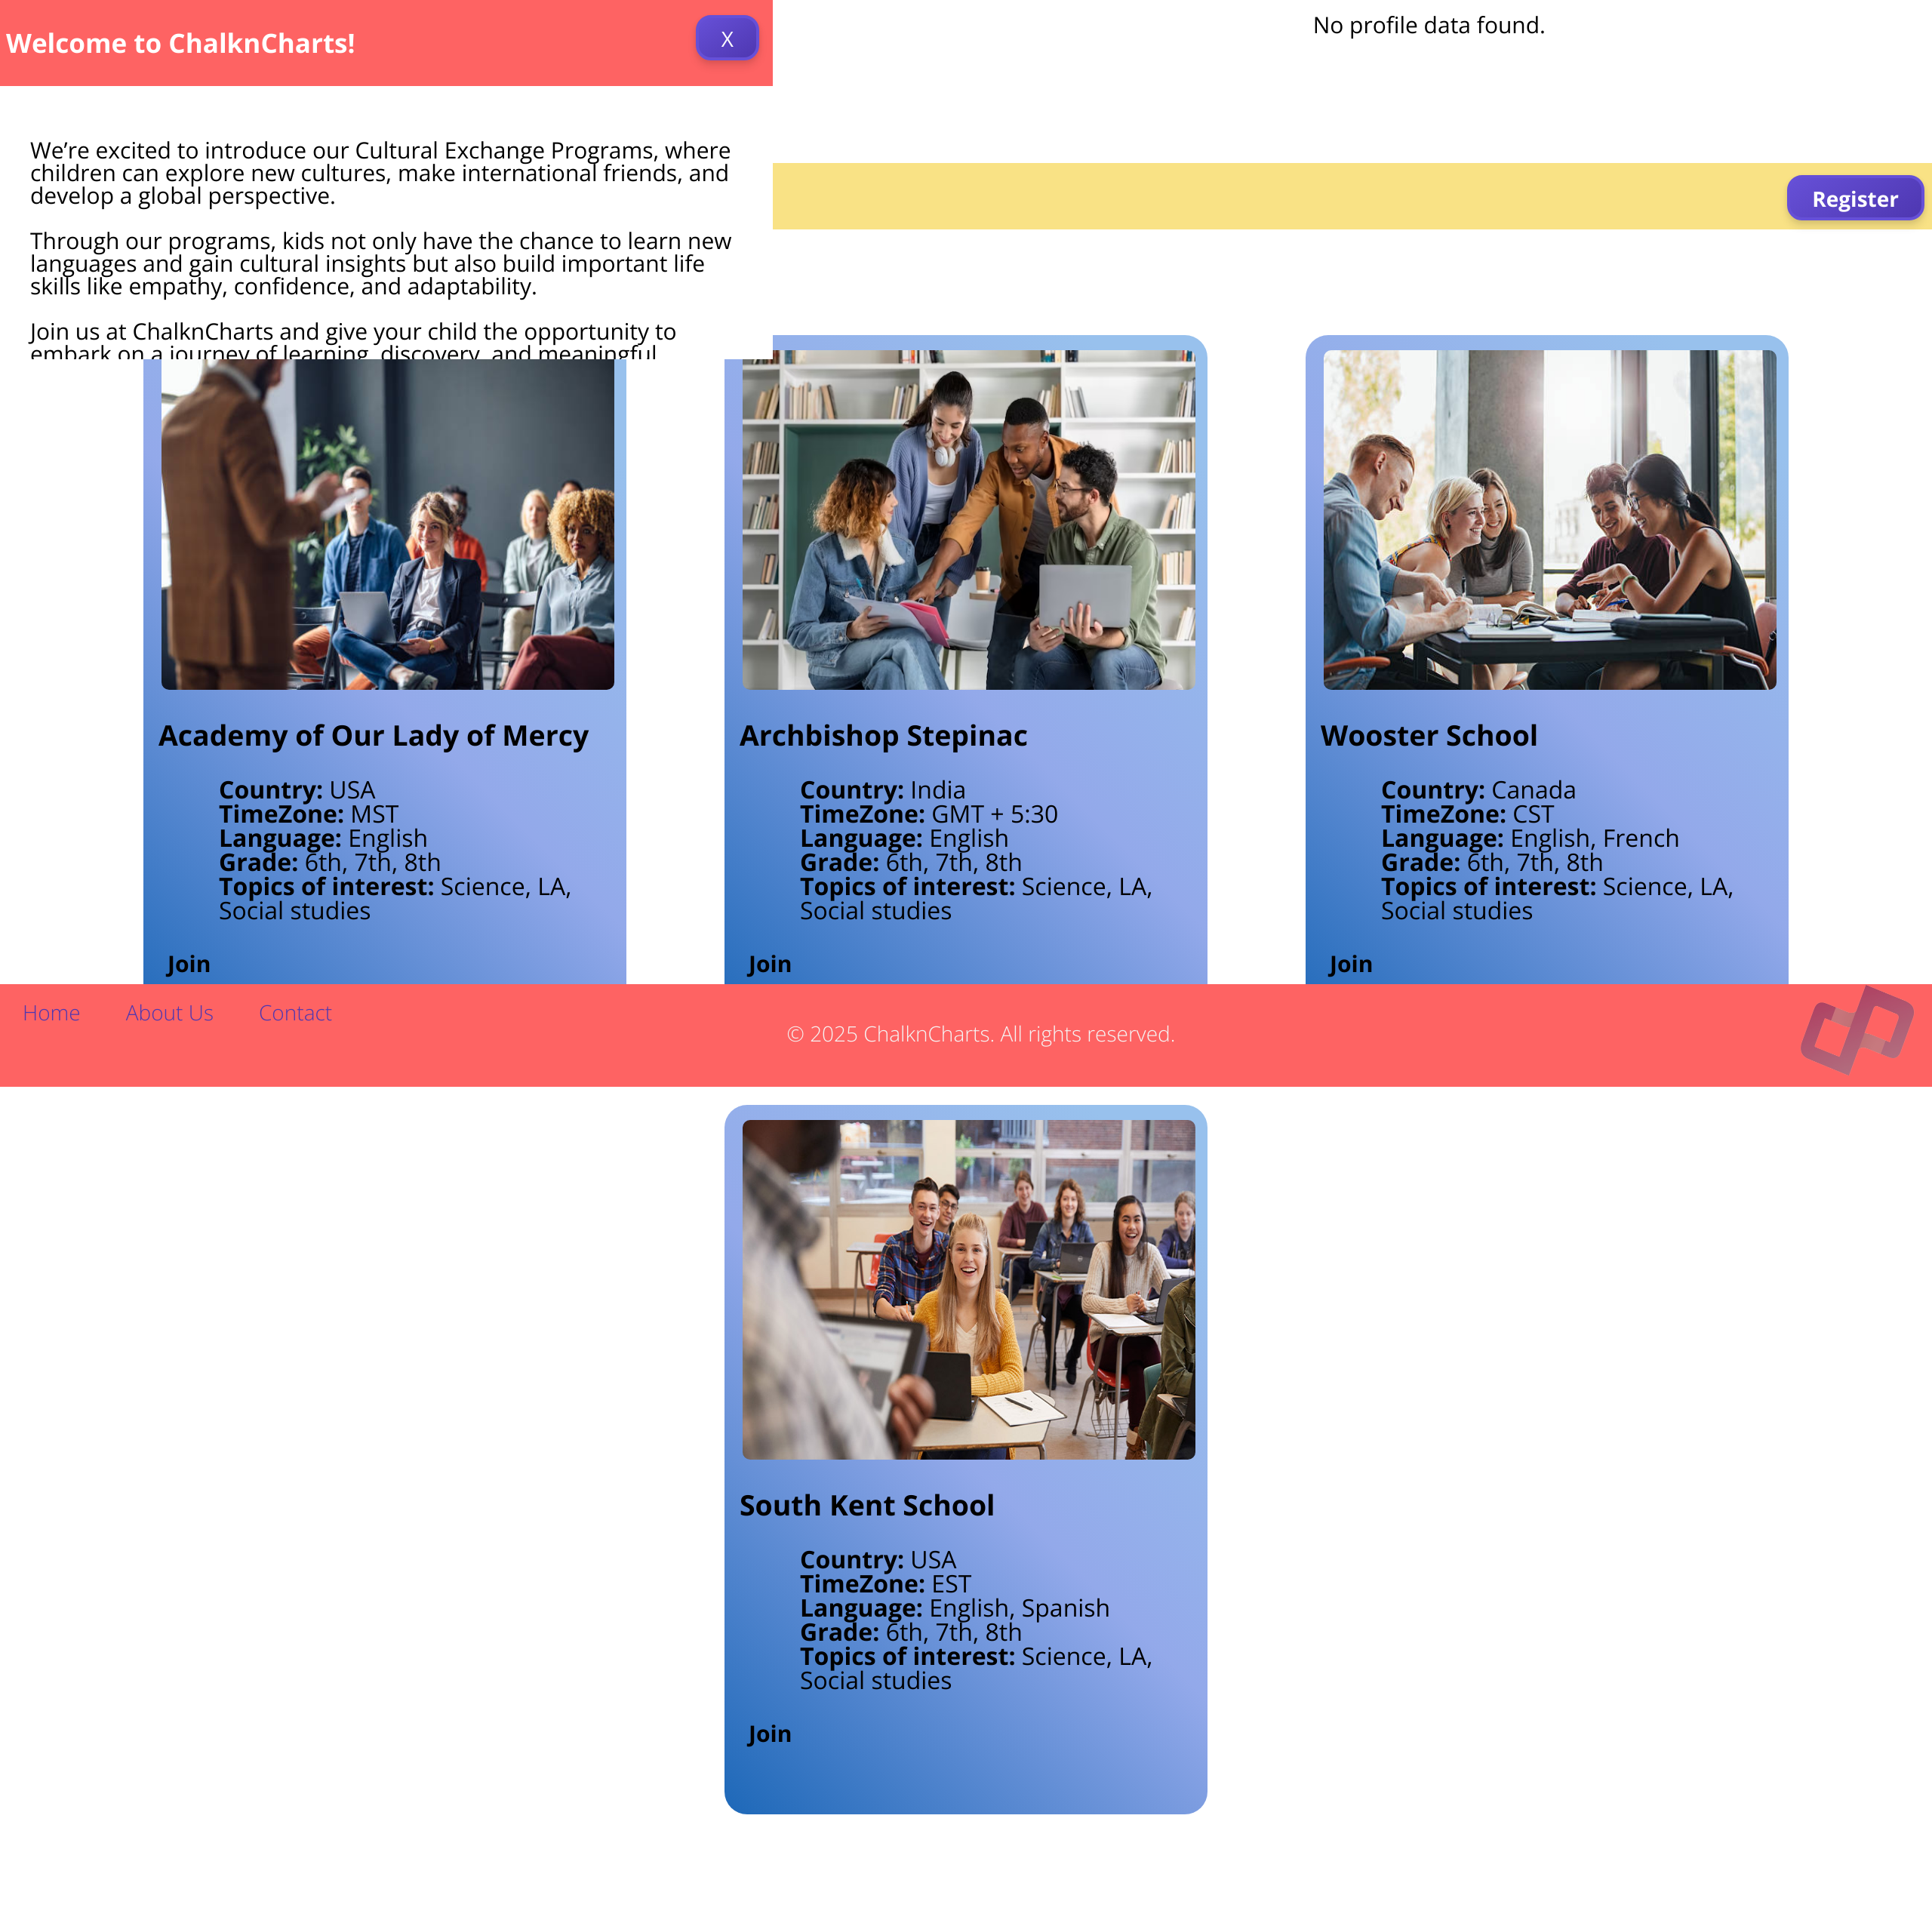 Welcome to ChalknCharts!
X
No profile data found.
We’re excited to introduce our Cultural Exchange Programs, where
children can explore new cultures, make international friends, and
develop a global perspective.
Through our programs, kids not only have the chance to learn new
languages and gain cultural insights but also build important life
skills like empathy, confidence, and adaptability.
Join us at ChalknCharts and give your child the opportunity to
embark on a journey of learning, discovery, and meaningful
Register
Academy of Our Lady of Mercy
Country: USA
TimeZone: MST
Language: English
Grade: 6th, 7th, 8th
Topics of interest: Science, LA,
Social studies
Join
Archbishop Stepinac
Country: India
TimeZone: GMT + 5:30
Language: English
Grade: 6th, 7th, 8th
Topics of interest: Science, LA,
Social studies
Join
Wooster School
Country: Canada
TimeZone: CST
Language: English, French
Grade: 6th, 7th, 8th
Topics of interest: Science, LA,
Social studies
Join
Home About Us Contact
© 2025 ChalknCharts. All rights reserved.
South Kent School
Country: USA
TimeZone: EST
Language: English, Spanish
Grade: 6th, 7th, 8th
Topics of interest: Science, LA,
Social studies
Join